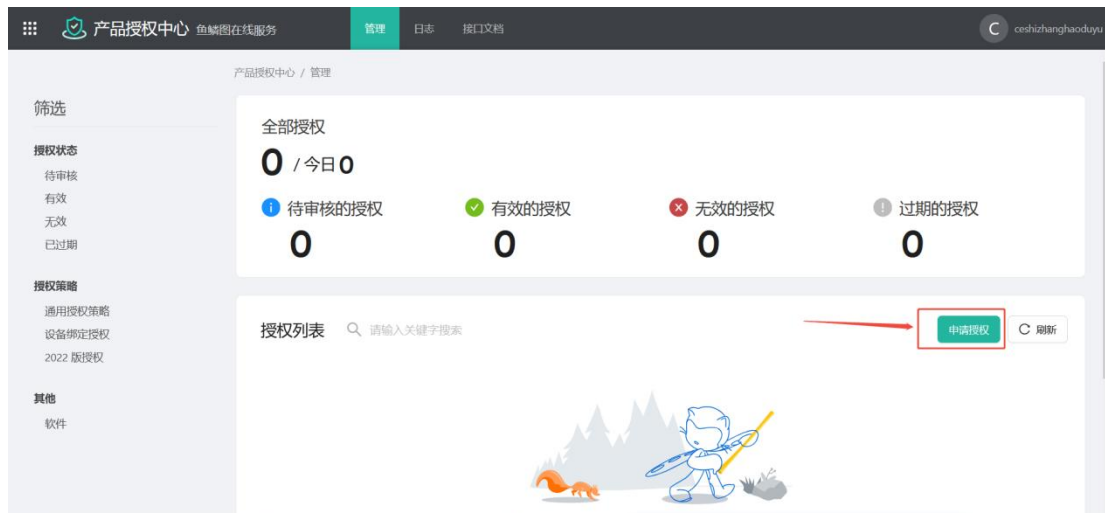 产品授权中心 鱼鳞图在线服务 管理 日志 接口文档 C ceshizhanghaoduyu
产品授权中心 / 管理
筛选
授权状态
待审核
有效
无效
已过期
授权策略
通用授权策略
设备绑定授权
2022 版授权
其他
软件
全部授权
0 / 今日 0
待审核的授权 有效的授权 无效的授权 过期的授权
0 0 0 0
授权列表 请输入关键字搜索 申请授权 刷新